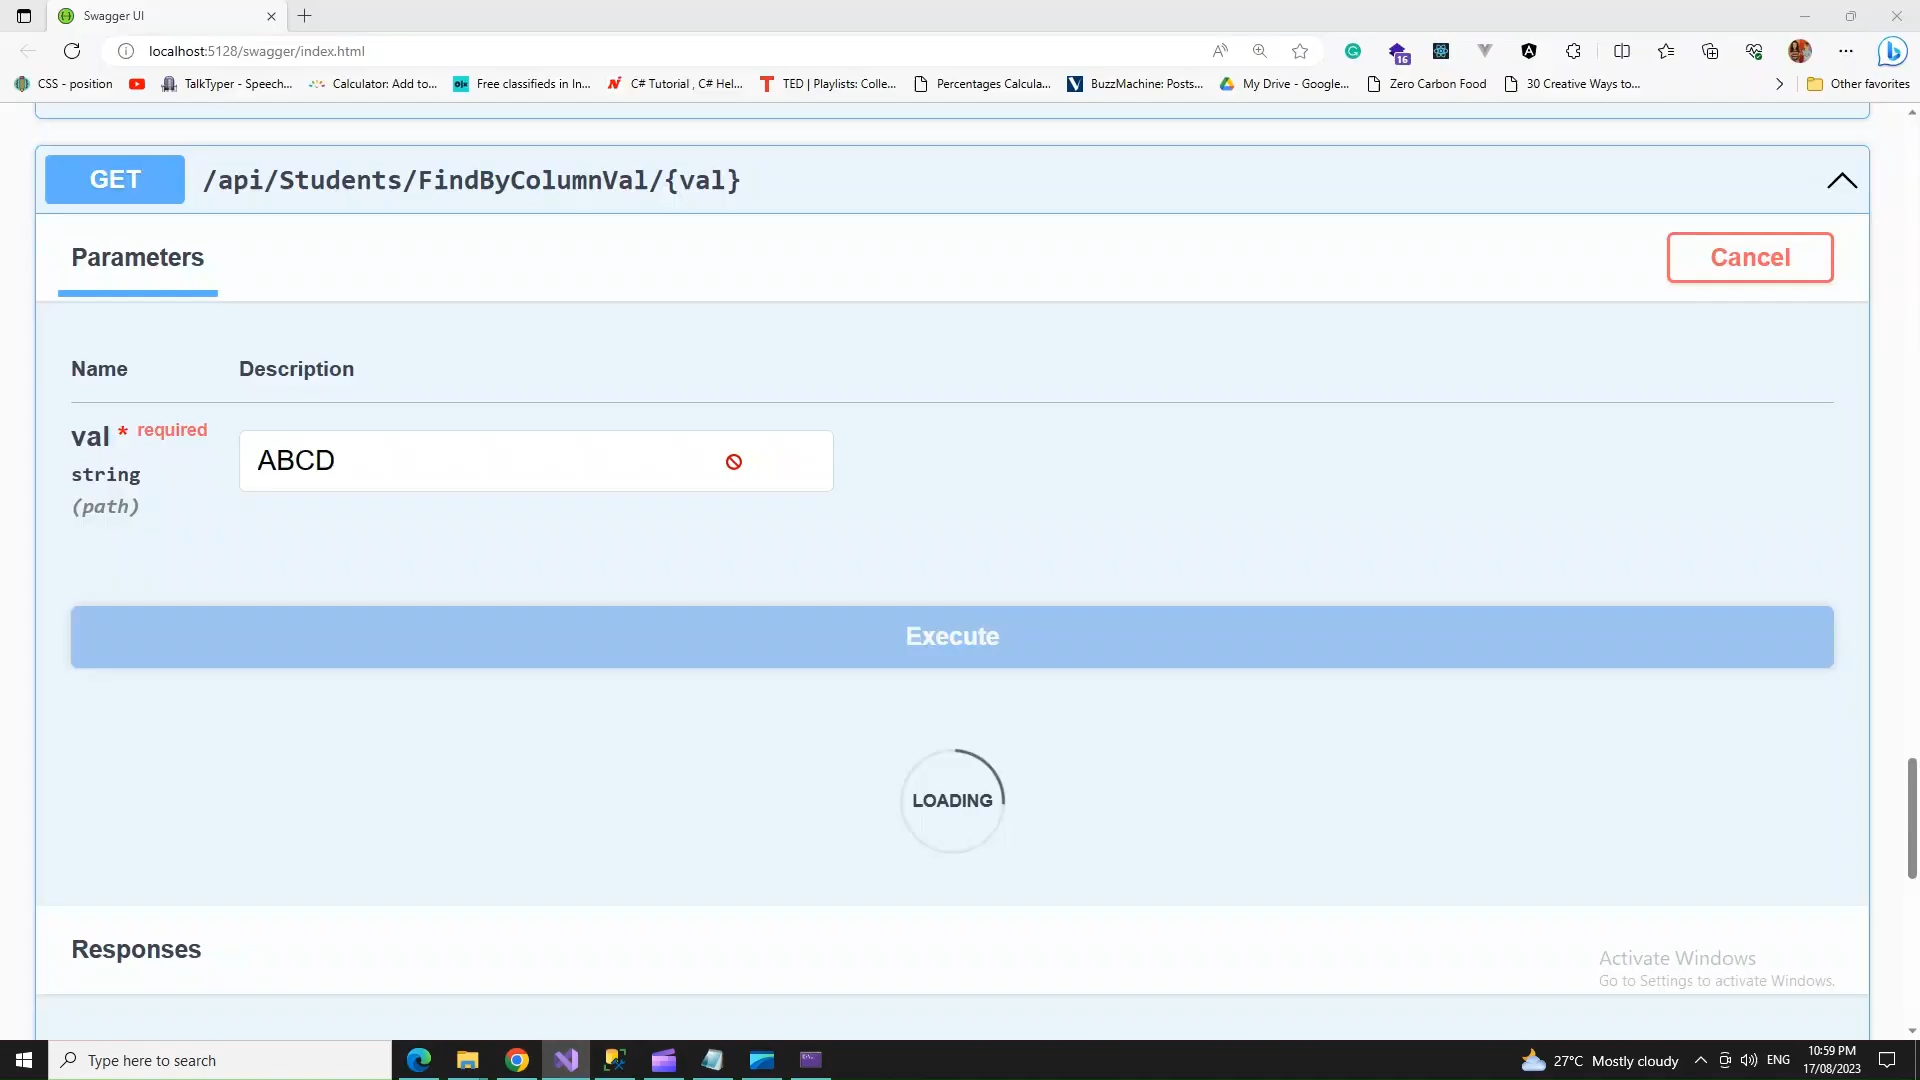 Swagger UI
localhost:5128/swagger/index.html
16
CSS - position
TalkTyper - Speech...
Calculator: Add to...
olx
Free classifieds in In...
C# Tutorial , C# Hel...
TED | Playlists: Colle...
Percentages Calcula...
BuzzMachine: Posts...
My Drive - Google...
Zero Carbon Food
30 Creative Ways to...
Other favorites
GET /api/Students/FindByColumnVal/{val}
Parameters
Cancel
Name Description
val * required
string
(path)
ABCD
Execute
LOADING
Responses
Activate Windows
Go to Settings to activate Windows.
Type here to search
27°C Mostly cloudy
ENG
10:59 PM
17/08/2023